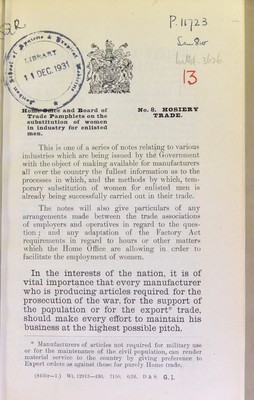 P. 11723
13
LIBRARY
11 DEC. 1931
School of Hygiene & Tropical Medicine
Home Office and Board of
Trade Pamphlets on the
substitution of women
in industry for enlisted
men.
No. 8. HOSIERY
TRADE.
This is one of a series of notes relating to various
industries which are being issued by the Government
with the object of making available for manufacturers
all over the country the fullest information as to the
processes in which, and the methods by which, tem-
porary substitution of women for enlisted men is
already being successfully carried out in their trade.
The notes will also give particulars of any
arrangements made between the trade associations
of employers and operatives in regard to the ques-
tion; and any adaptation of the Factory Act
requirements in regard to hours or other matters
which the Home Office are allowing in order to
facilitate the employment of women.
In the interests of the nation, it is of
vital importance that every manufacturer
who is producing articles required for the
prosecution of the war, for the support of
the population or for the export* trade,
should make every effort to maintain his
business at the highest possible pitch.
* Manufacturers of articles not required for military use
or for the maintenance of the civil population, can render
material service to the country by giving preference to
Export orders as against those for purely Home trade.
Wt. D & S. G. 1.